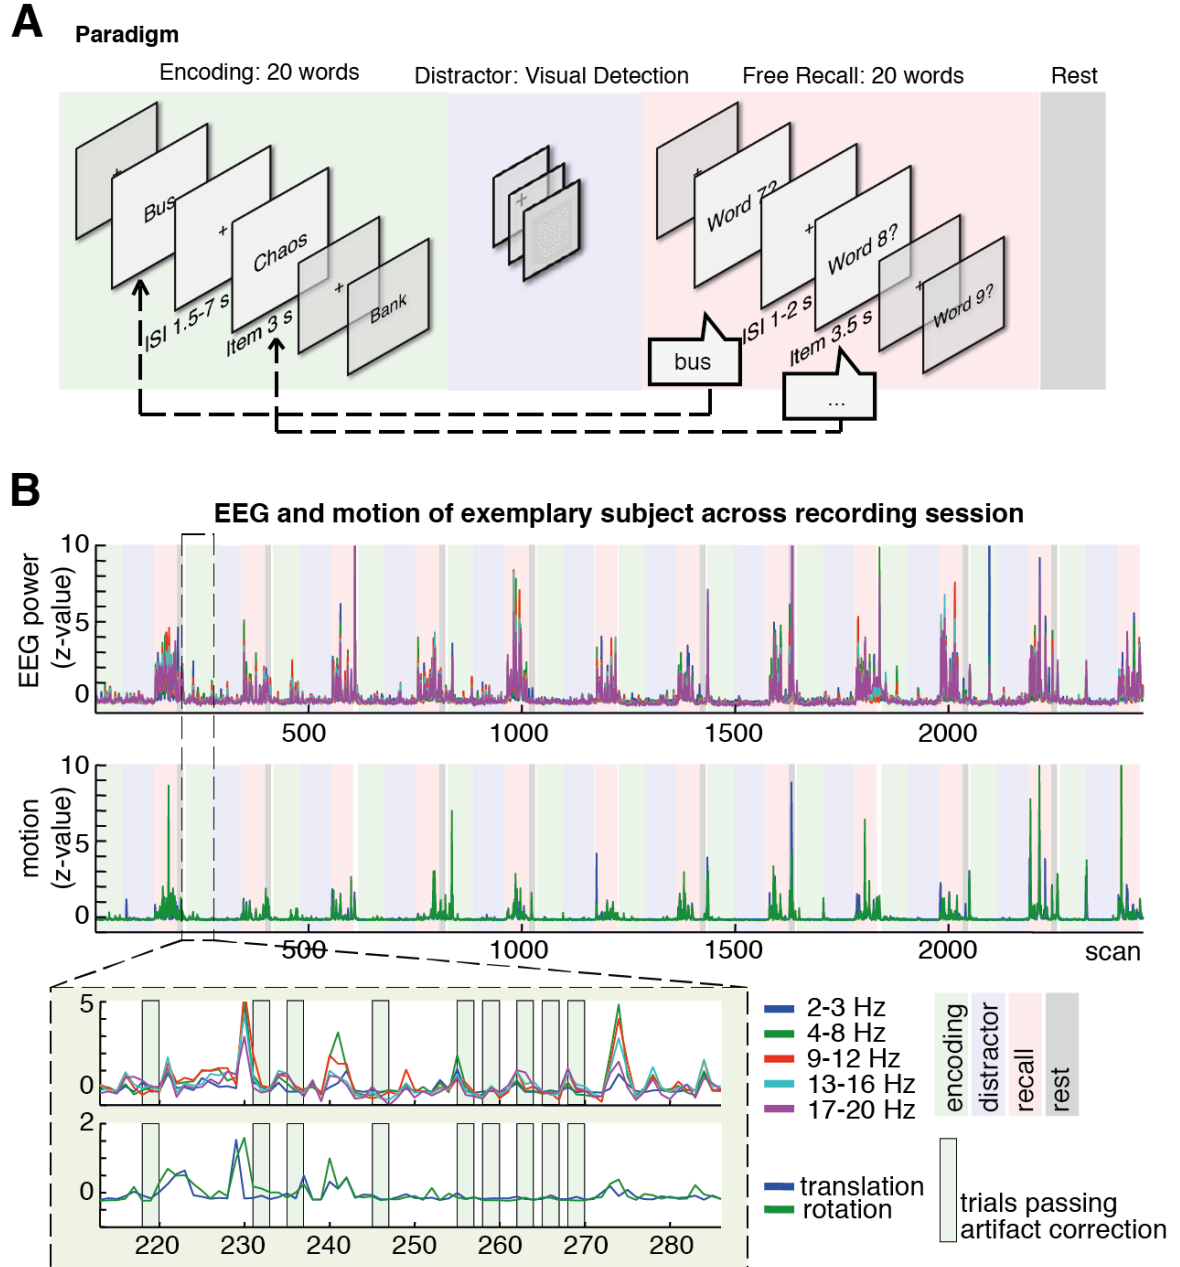 A
Paradigm
Encoding: 20 words
Distractor: Visual Detection
Free Recall: 20 words
Rest
+
Bus
+
Chaos
+
Bank
ISI 1.5-7 s
Item 3 s
+
+
Word 7?
+
Word 8?
+
Word 9?
ISI 1-2 s
Item 3.5 s
bus
...
B
EEG and motion of exemplary subject across recording session
EEG power
(z-value)
10
5
0
500
1000
1500
2000
motion
(z-value)
10
5
0
500
1000
1500
2000
scan
5
0
2
0
220
230
240
250
260
270
280
2-3 Hz
4-8 Hz
9-12 Hz
13-16 Hz
17-20 Hz
encoding
distractor
recall
rest
translation
rotation
trials passing
artifact correction